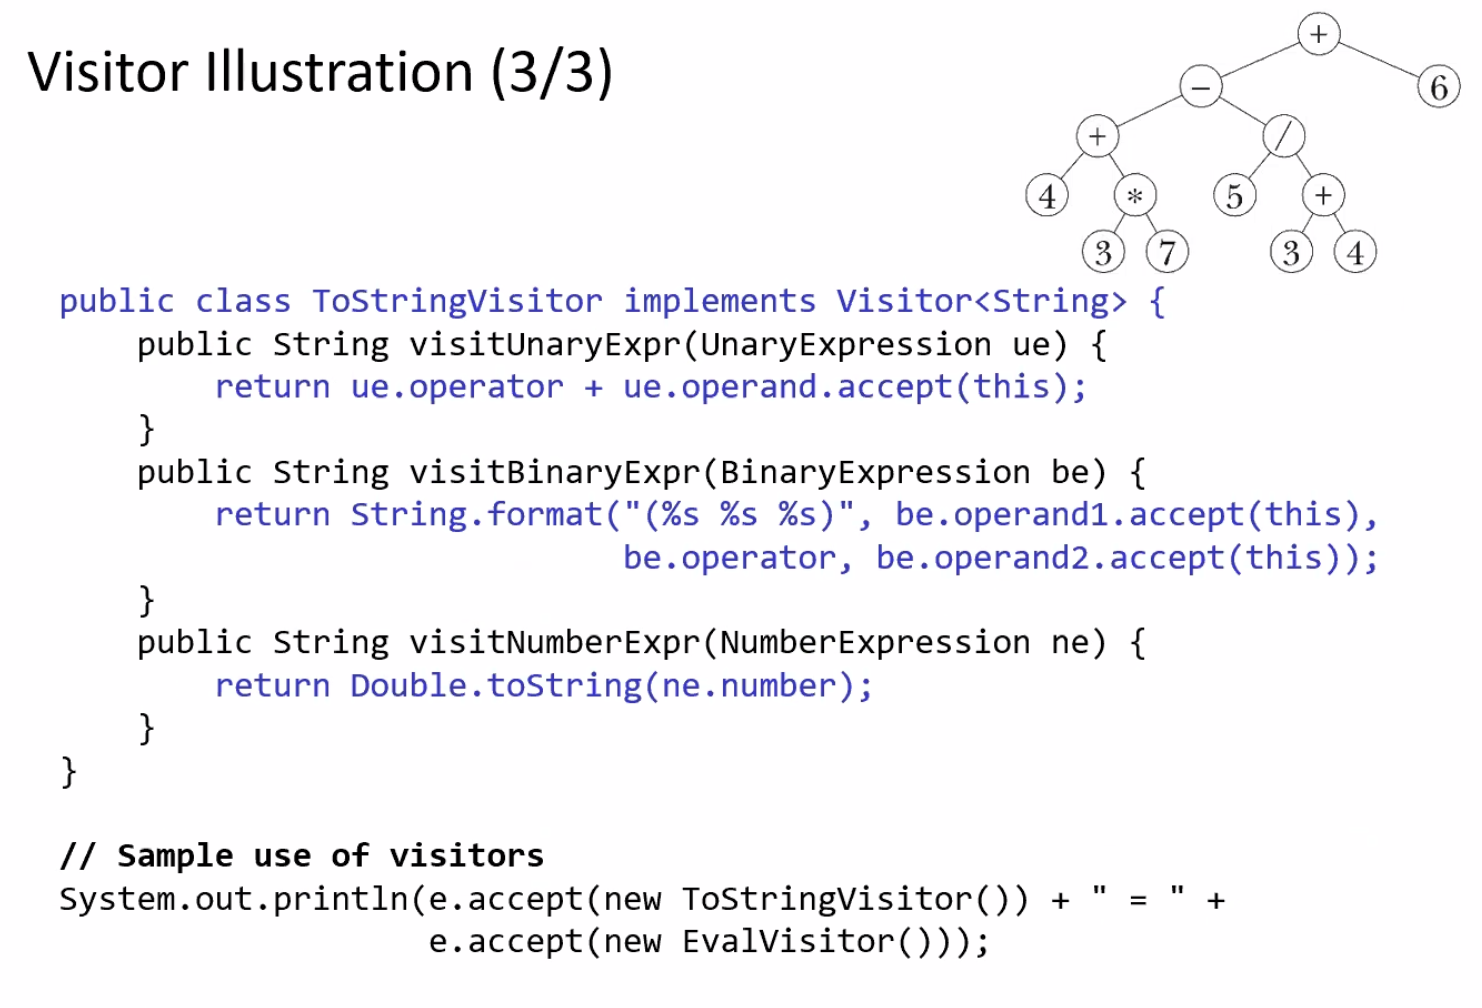 Visitor Illustration (3/3)
+
− 6
+ /
4 * 5 +
3 7 3 4
public class ToStringVisitor implements Visitor<String> {
    public String visitUnaryExpr(UnaryExpression ue) {
        return ue.operator + ue.operand.accept(this);
    }
    public String visitBinaryExpr(BinaryExpression be) {
        return String.format("(%s %s %s)", be.operand1.accept(this),
                             be.operator, be.operand2.accept(this));
    }
    public String visitNumberExpr(NumberExpression ne) {
        return Double.toString(ne.number);
    }
}
// Sample use of visitors
System.out.println(e.accept(new ToStringVisitor()) + " = " +
                   e.accept(new EvalVisitor()));